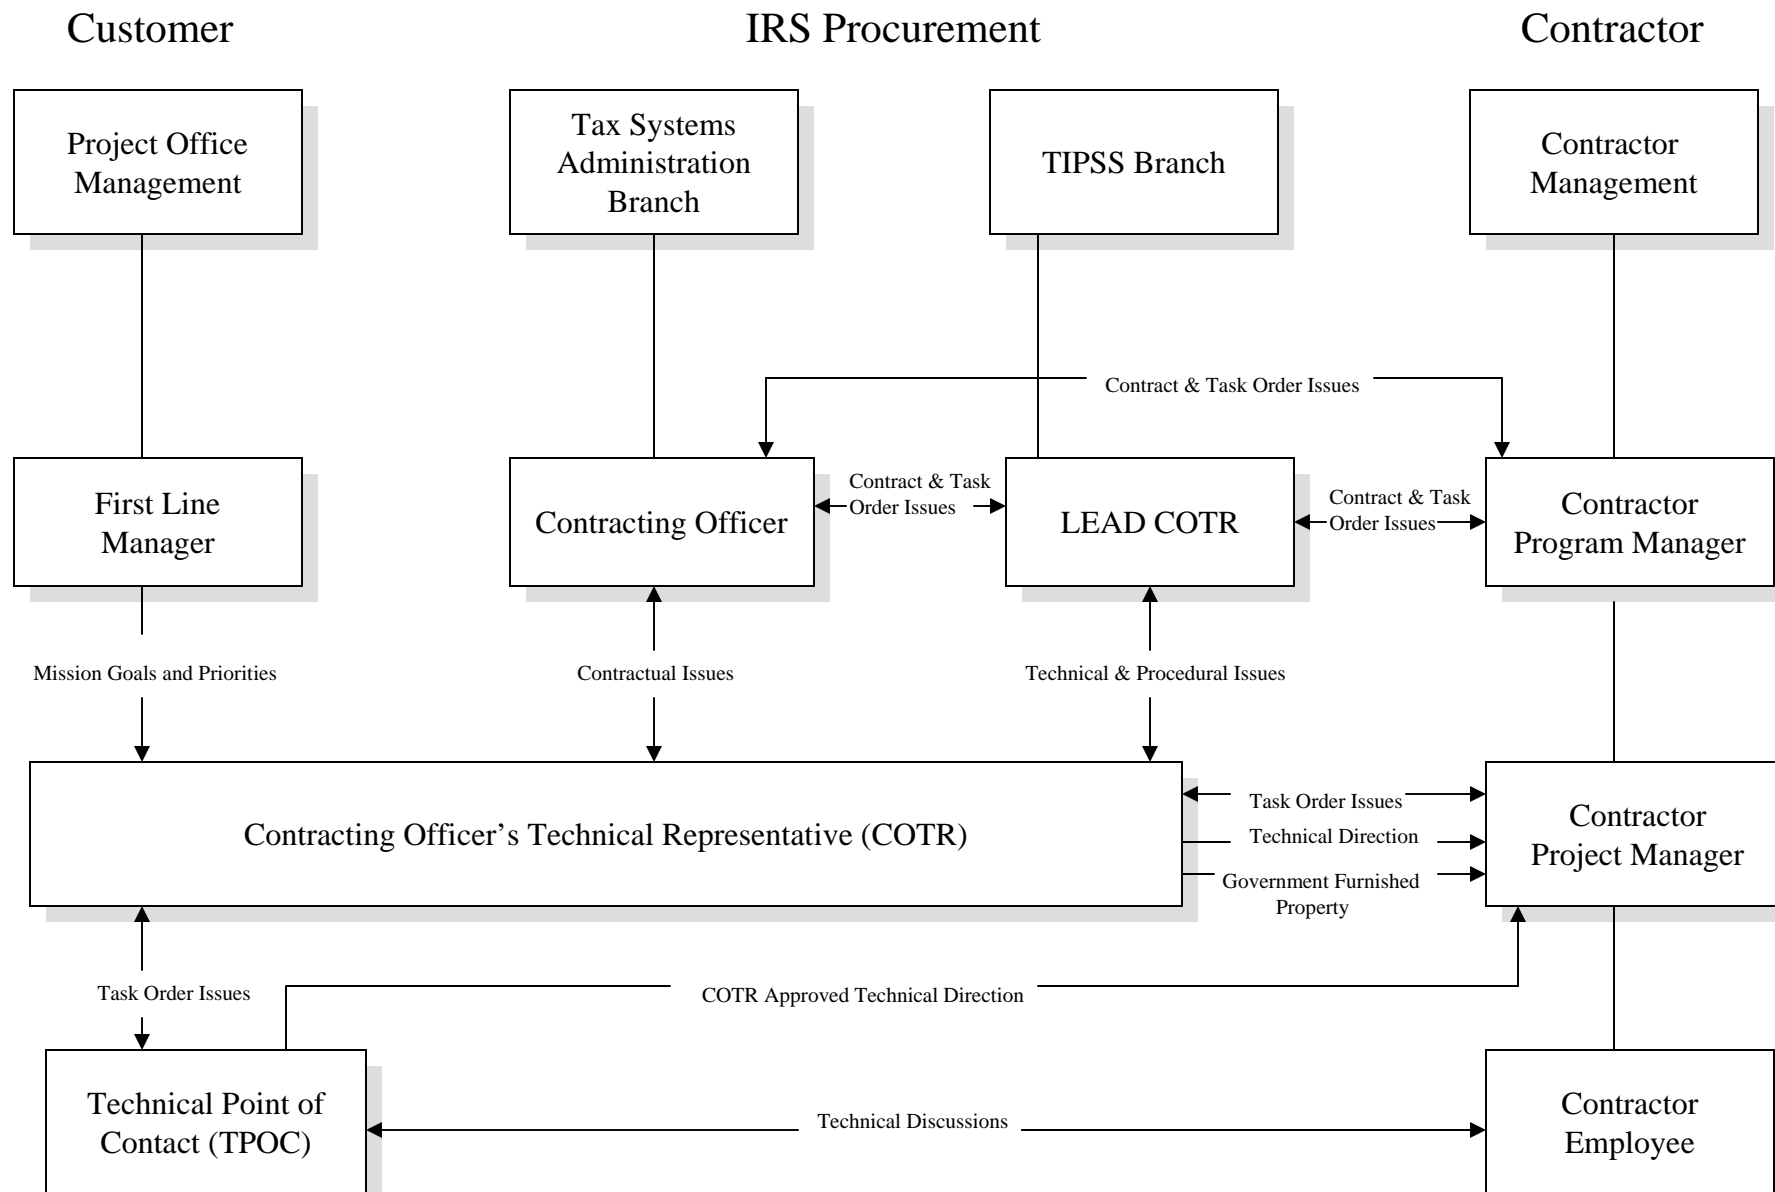 Customer
IRS Procurement
Contractor
Project Office
Management
Tax Systems
Administration
Branch
TIPSS Branch
Contractor
Management
Contract & Task Order Issues
First Line
Manager
Contracting Officer
Contract & Task
Order Issues
LEAD COTR
Contract & Task
Order Issues
Contractor
Program Manager
Mission Goals and Priorities
Contractual Issues
Technical & Procedural Issues
Contracting Officer’s Technical Representative (COTR)
Task Order Issues
Technical Direction
Government Furnished
Property
Contractor
Project Manager
Task Order Issues
COTR Approved Technical Direction
Technical Point of
Contact (TPOC)
Technical Discussions
Contractor
Employee